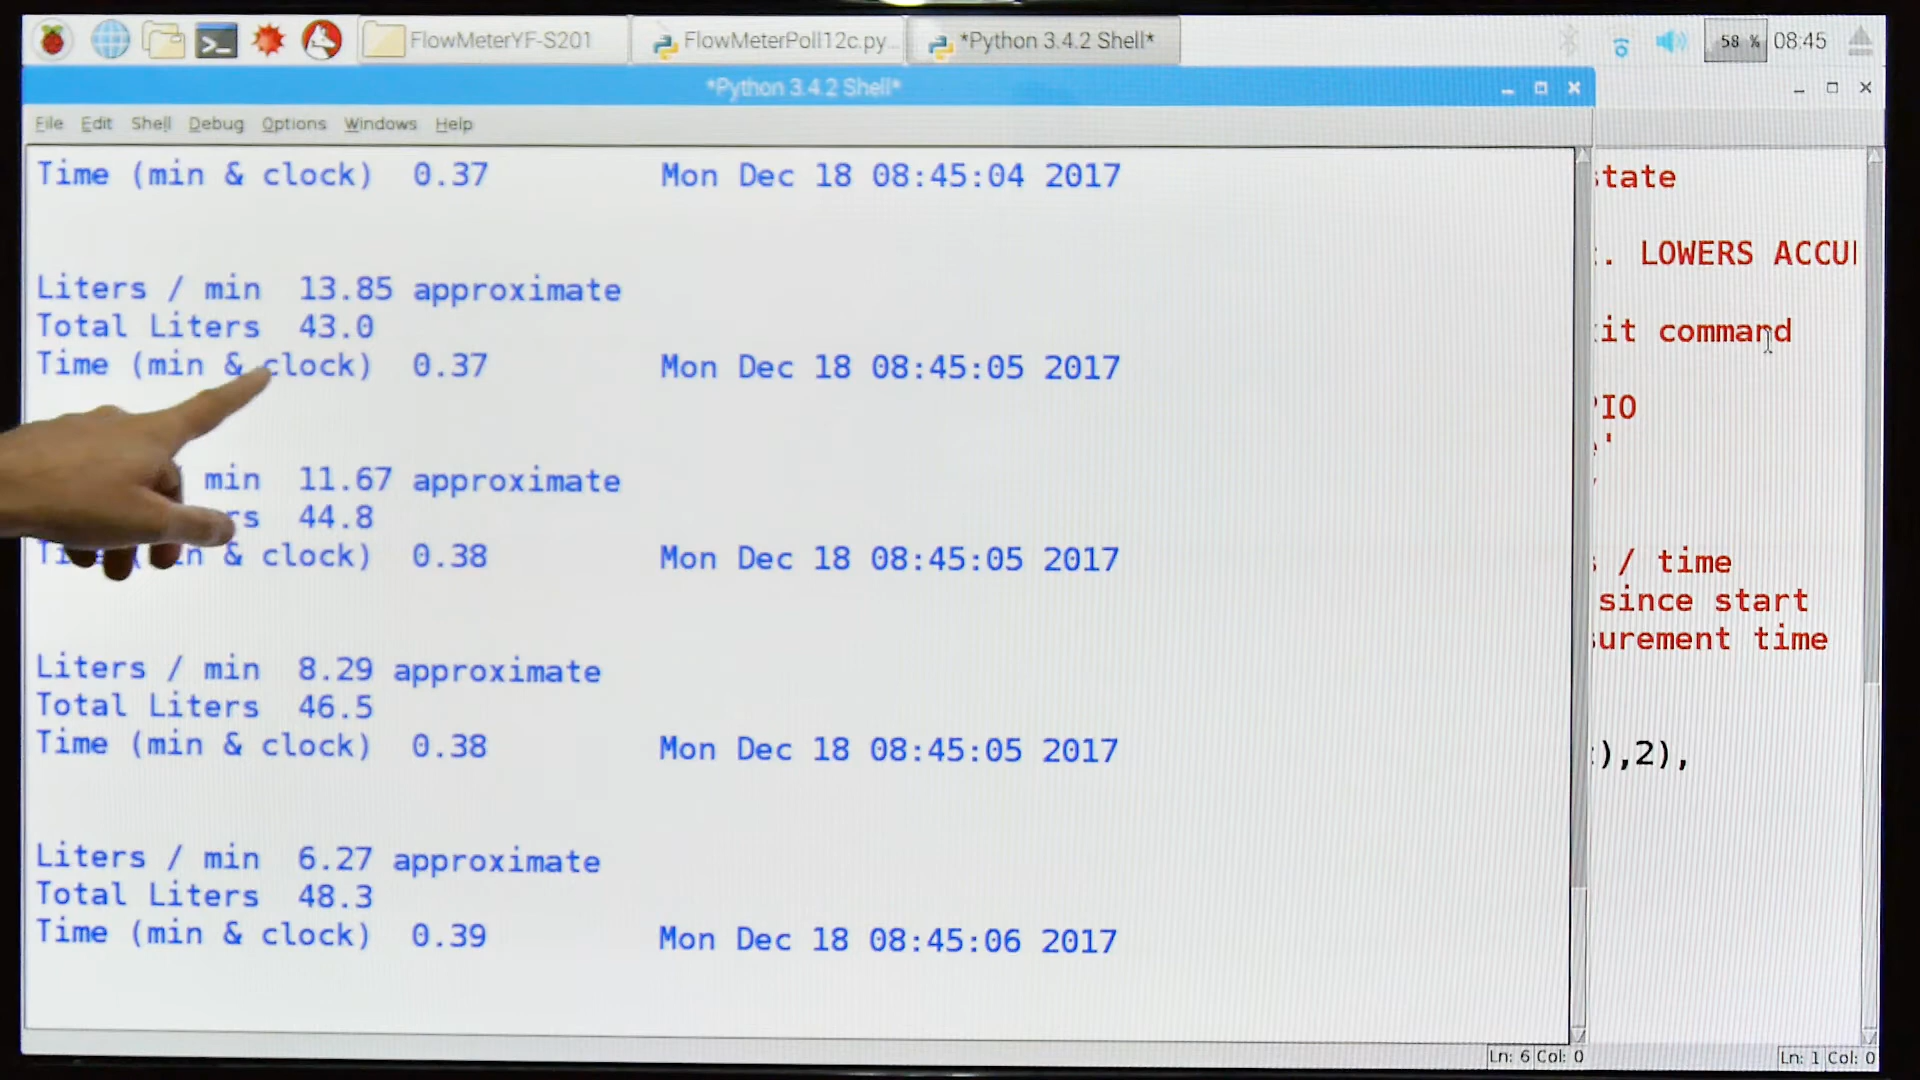 FlowMeterYF-S201
FlowMeterPoll12c.py...
*Python 3.4.2 Shell*
58 %
08:45
*Python 3.4.2 Shell*
File Edit Shell Debug Options Windows Help
Time (min & clock) 0.37 Mon Dec 18 08:45:04 2017
Liters / min 13.85 approximate
Total Liters 43.0
Time (min & clock) 0.37 Mon Dec 18 08:45:05 2017
min 11.67 approximate
rs 44.8
Time (min & clock) 0.38 Mon Dec 18 08:45:05 2017
Liters / min 8.29 approximate
Total Liters 46.5
Time (min & clock) 0.38 Mon Dec 18 08:45:05 2017
Liters / min 6.27 approximate
Total Liters 48.3
Time (min & clock) 0.39 Mon Dec 18 08:45:06 2017
Ln: 6 Col: 0
state
. LOWERS ACCU
it command
PIO
e'
/ time
since start
surement time
),2),
Ln: 1 Col: 0